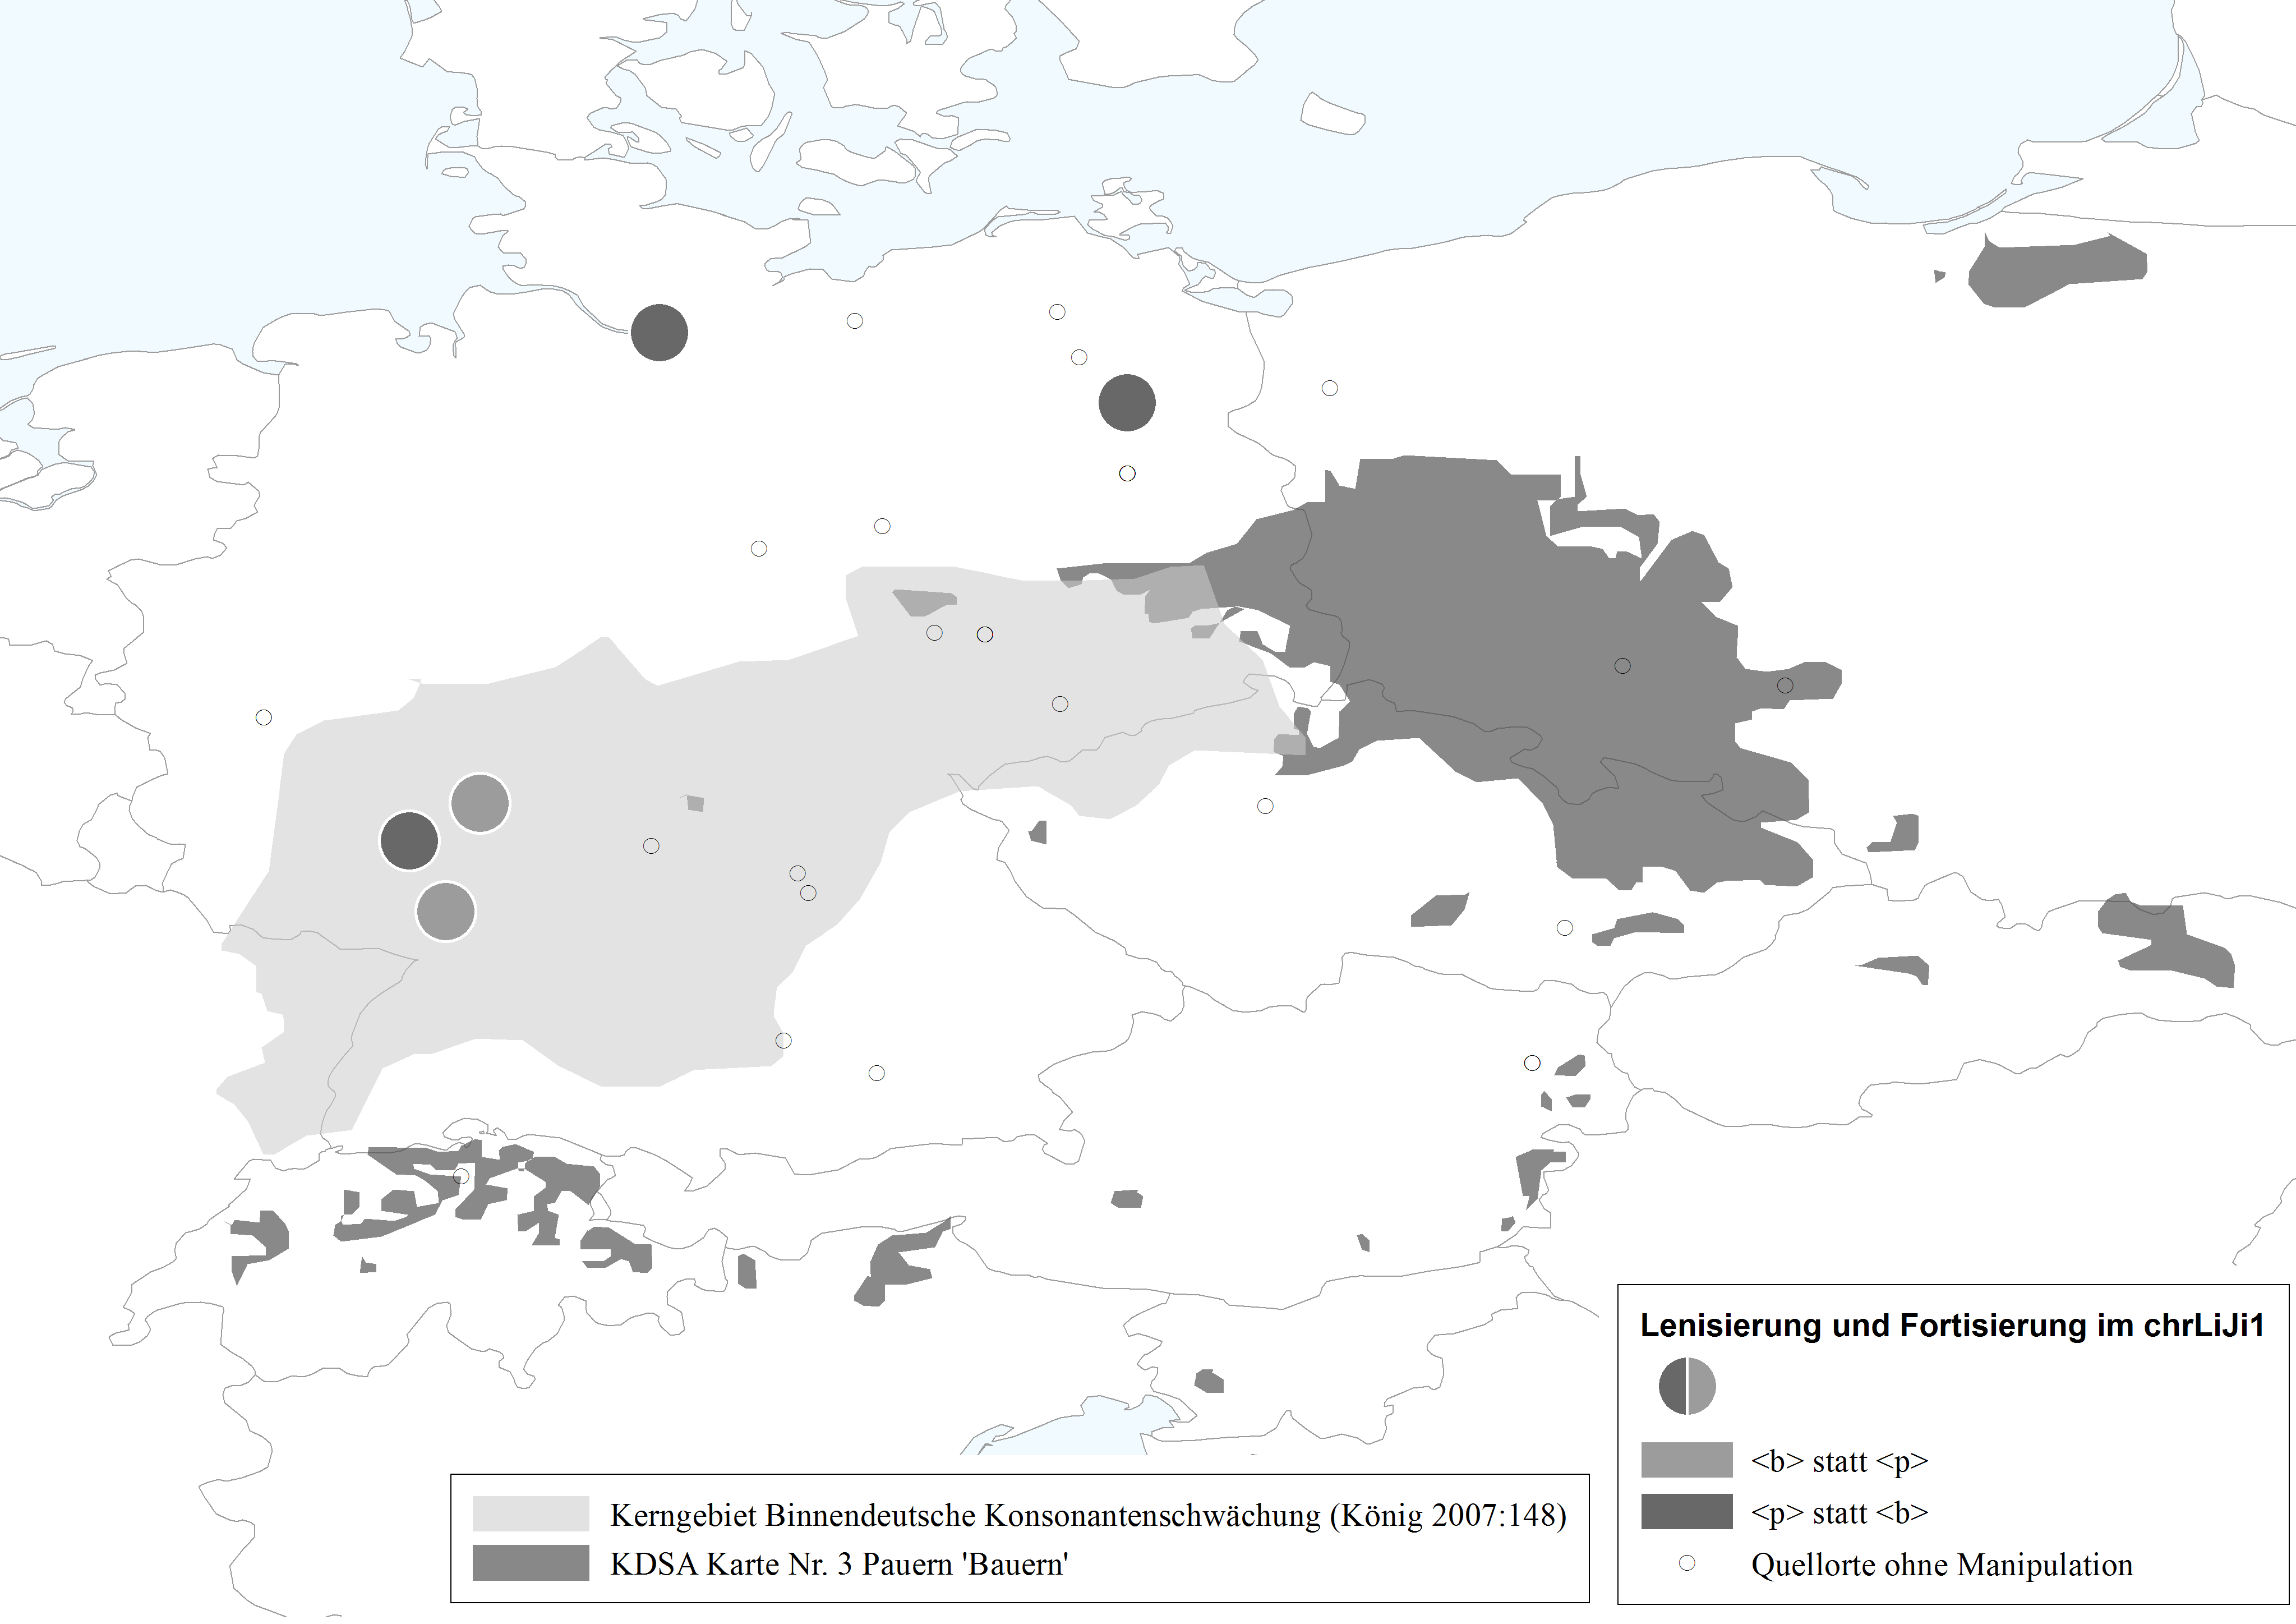 Lenisierung und Fortisierung im chrLiJi1
<b> statt <p>
<p> statt <b>
Quellorte ohne Manipulation
Kerngebiet Binnendeutsche Konsonantenschwächung (König 2007:148)
KDSA Karte Nr. 3 Pauern 'Bauern'